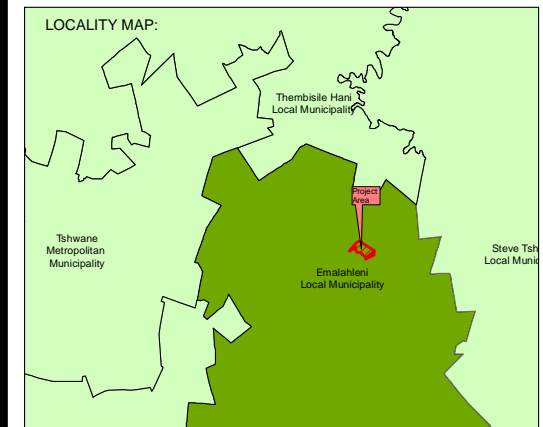 LOCALITY MAP:
Thembisile Hani
Local Municipality
Project
Area
Tshwane
Metropolitan
Municipality
Steve Tsh
Local Munic
Emalahleni
Local Municipality